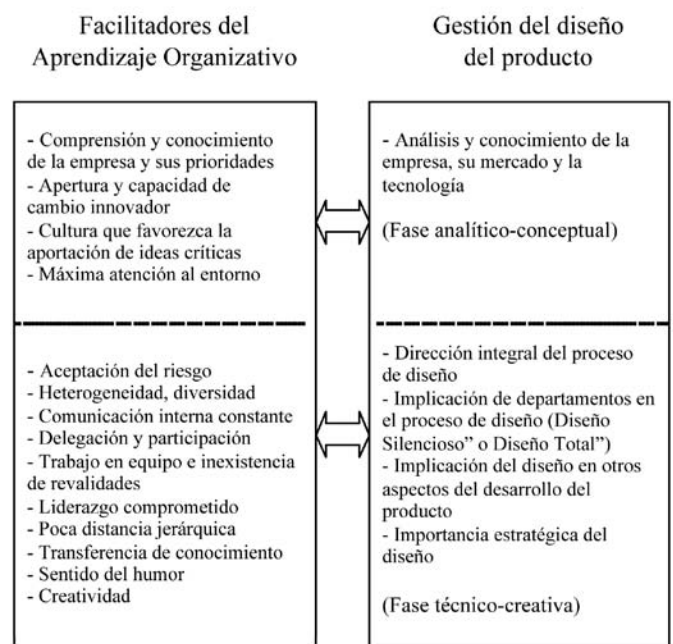 Facilitadores del
Aprendizaje Organizativo
- Comprensión y conocimiento
de la empresa y sus prioridades
- Apertura y capacidad de
cambio innovador
- Cultura que favorezca la
aportación de ideas críticas
- Máxima atención al entorno
- Aceptación del riesgo
- Heterogeneidad, diversidad
- Comunicación interna constante
- Delegación y participación
- Trabajo en equipo e inexistencia
de revalidades
- Liderazgo comprometido
- Poca distancia jerárquica
- Transferencia de conocimiento
- Sentido del humor
- Creatividad
Gestión del diseño
del producto
- Análisis y conocimiento de la
empresa, su mercado y la
tecnología
(Fase analítico-conceptual)
- Dirección integral del proceso
de diseño
- Implicación de departamentos en
el proceso de diseño (Diseño
Silencioso” o Diseño Total”)
- Implicación del diseño en otros
aspectos del desarrollo del
producto
- Importancia estratégica del
diseño
(Fase técnico-creativa)